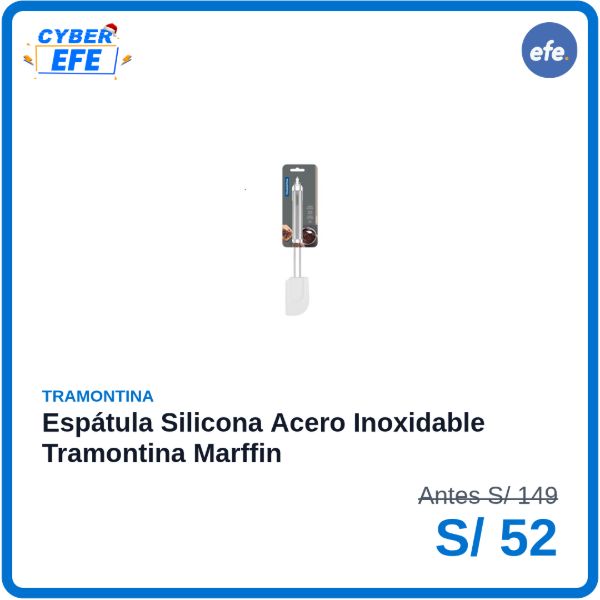 CYBER
EFE
efe.
TRAMONTINA
Espátula Silicona Acero Inoxidable
Tramontina Marffin
Antes S/ 149
S/ 52